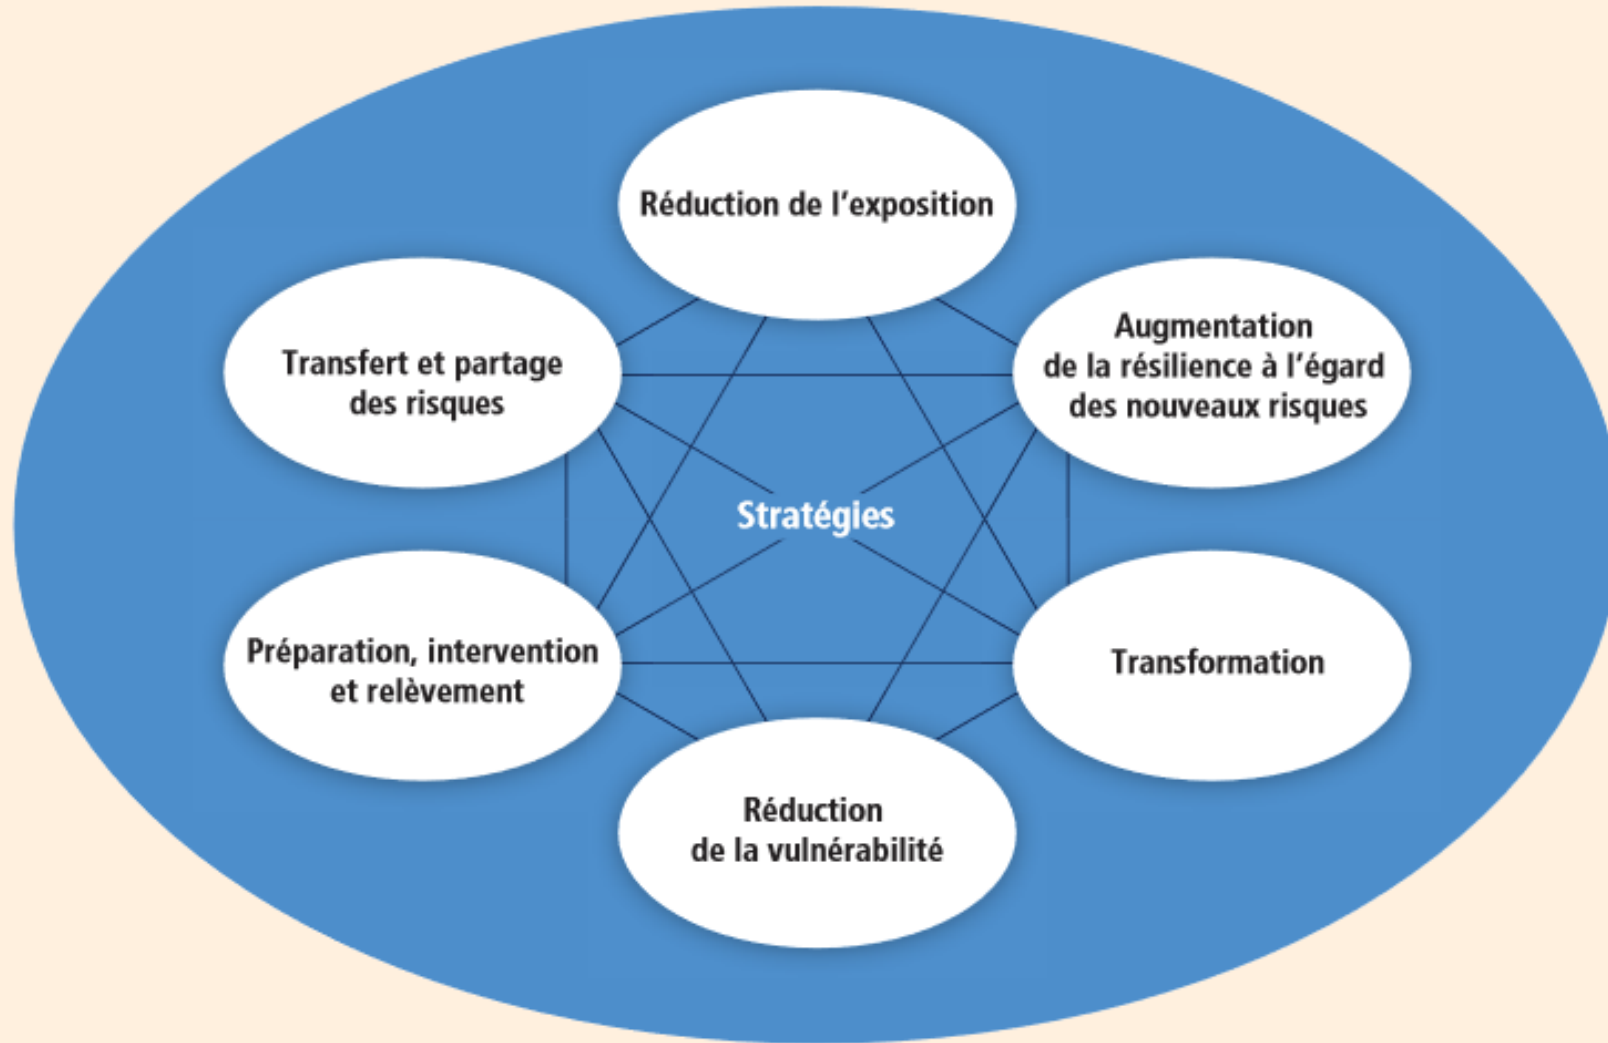 Réduction de l’exposition
Augmentation
de la résilience à l’égard
des nouveaux risques
Transfert et partage
des risques
Stratégies
Préparation, intervention
et relèvement
Transformation
Réduction
de la vulnérabilité